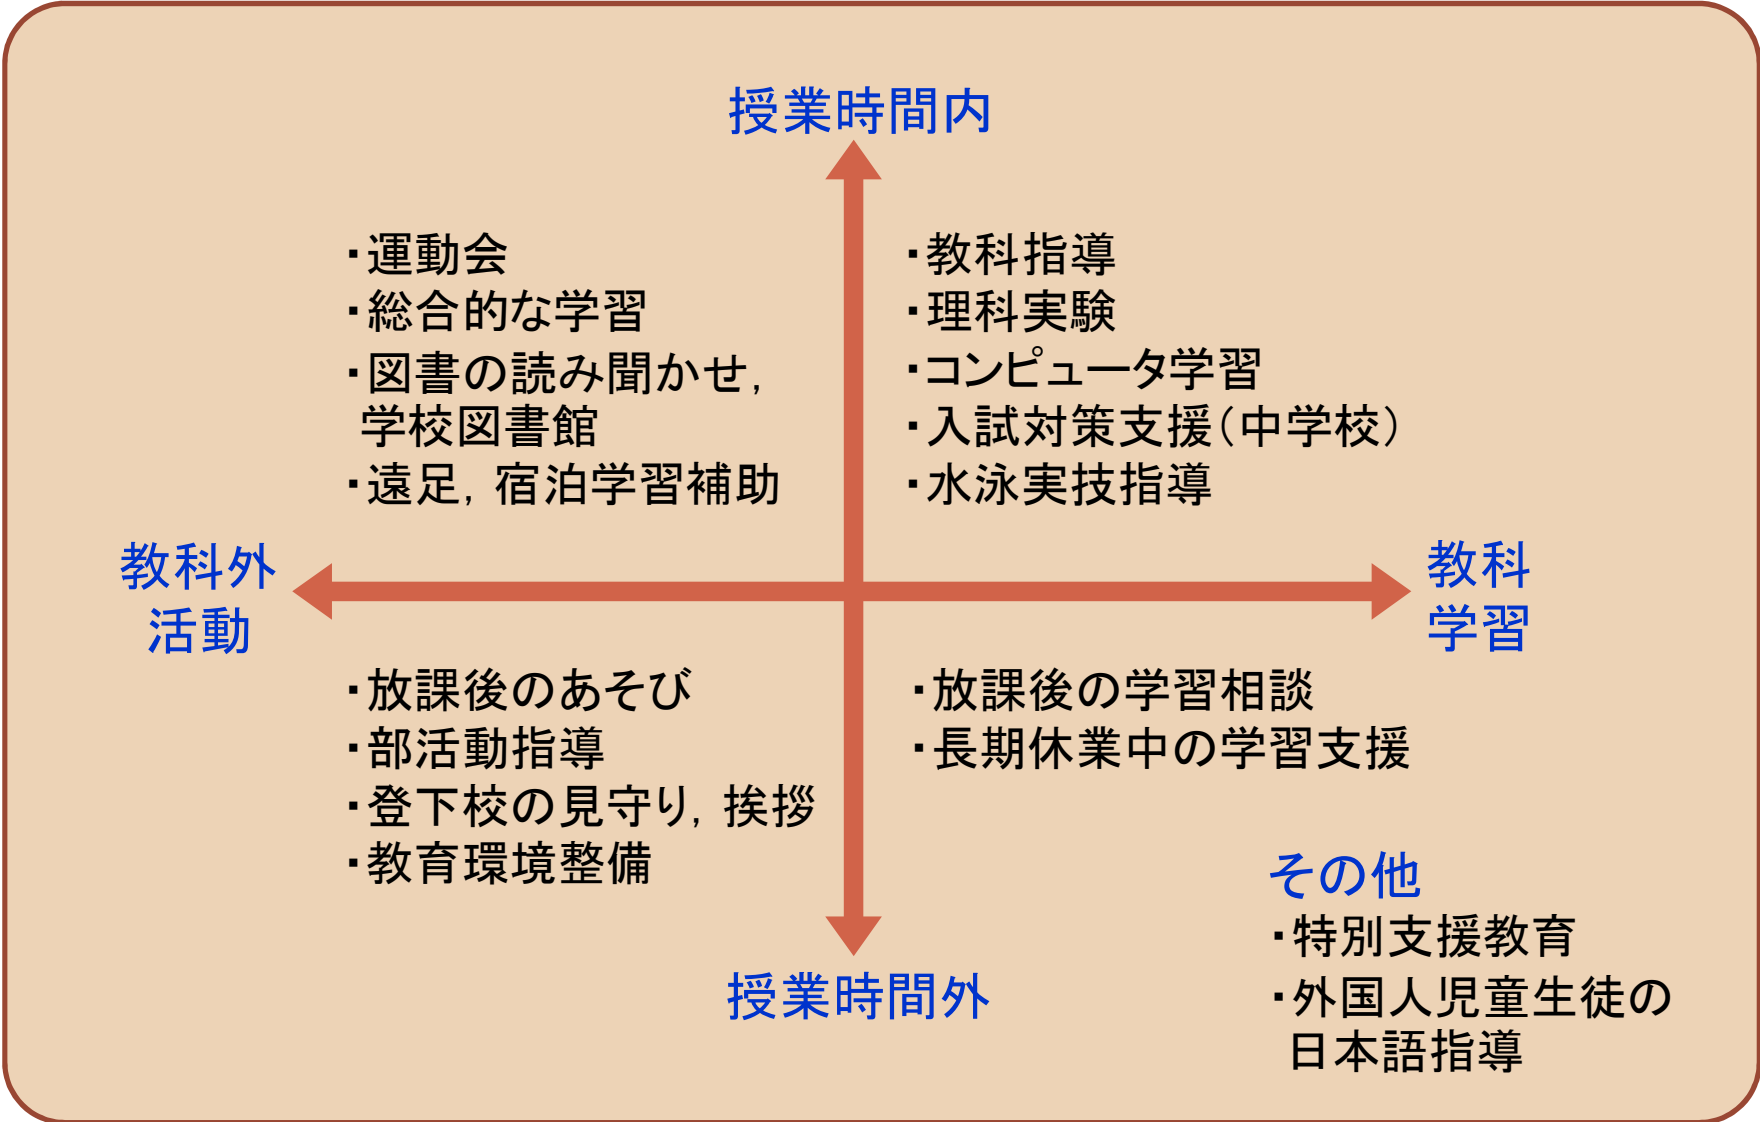 授業時間内
・運動会
・総合的な学習
・図書の読み聞かせ，
学校図書館
・遠足，宿泊学習補助
・教科指導
・理科実験
・コンピュータ学習
・入試対策支援（中学校）
・水泳実技指導
教科外
活動
教科
学習
・放課後のあそび
・部活動指導
・登下校の見守り，挨拶
・教育環境整備
・放課後の学習相談
・長期休業中の学習支援
授業時間外
その他
・特別支援教育
・外国人児童生徒の
日本語指導